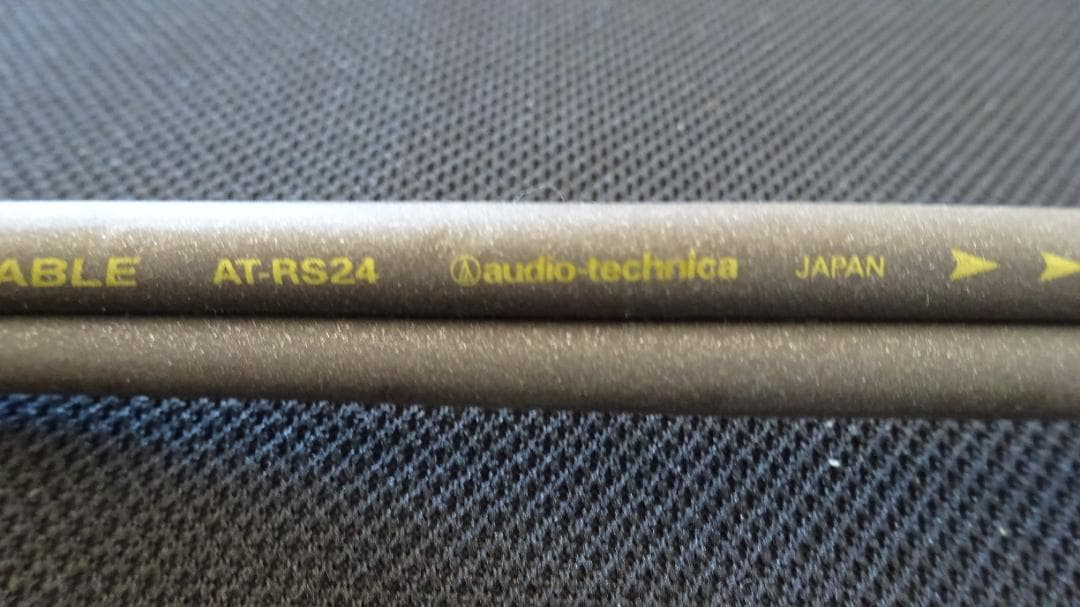 ABLE AT-RS24 audio-technica JAPAN